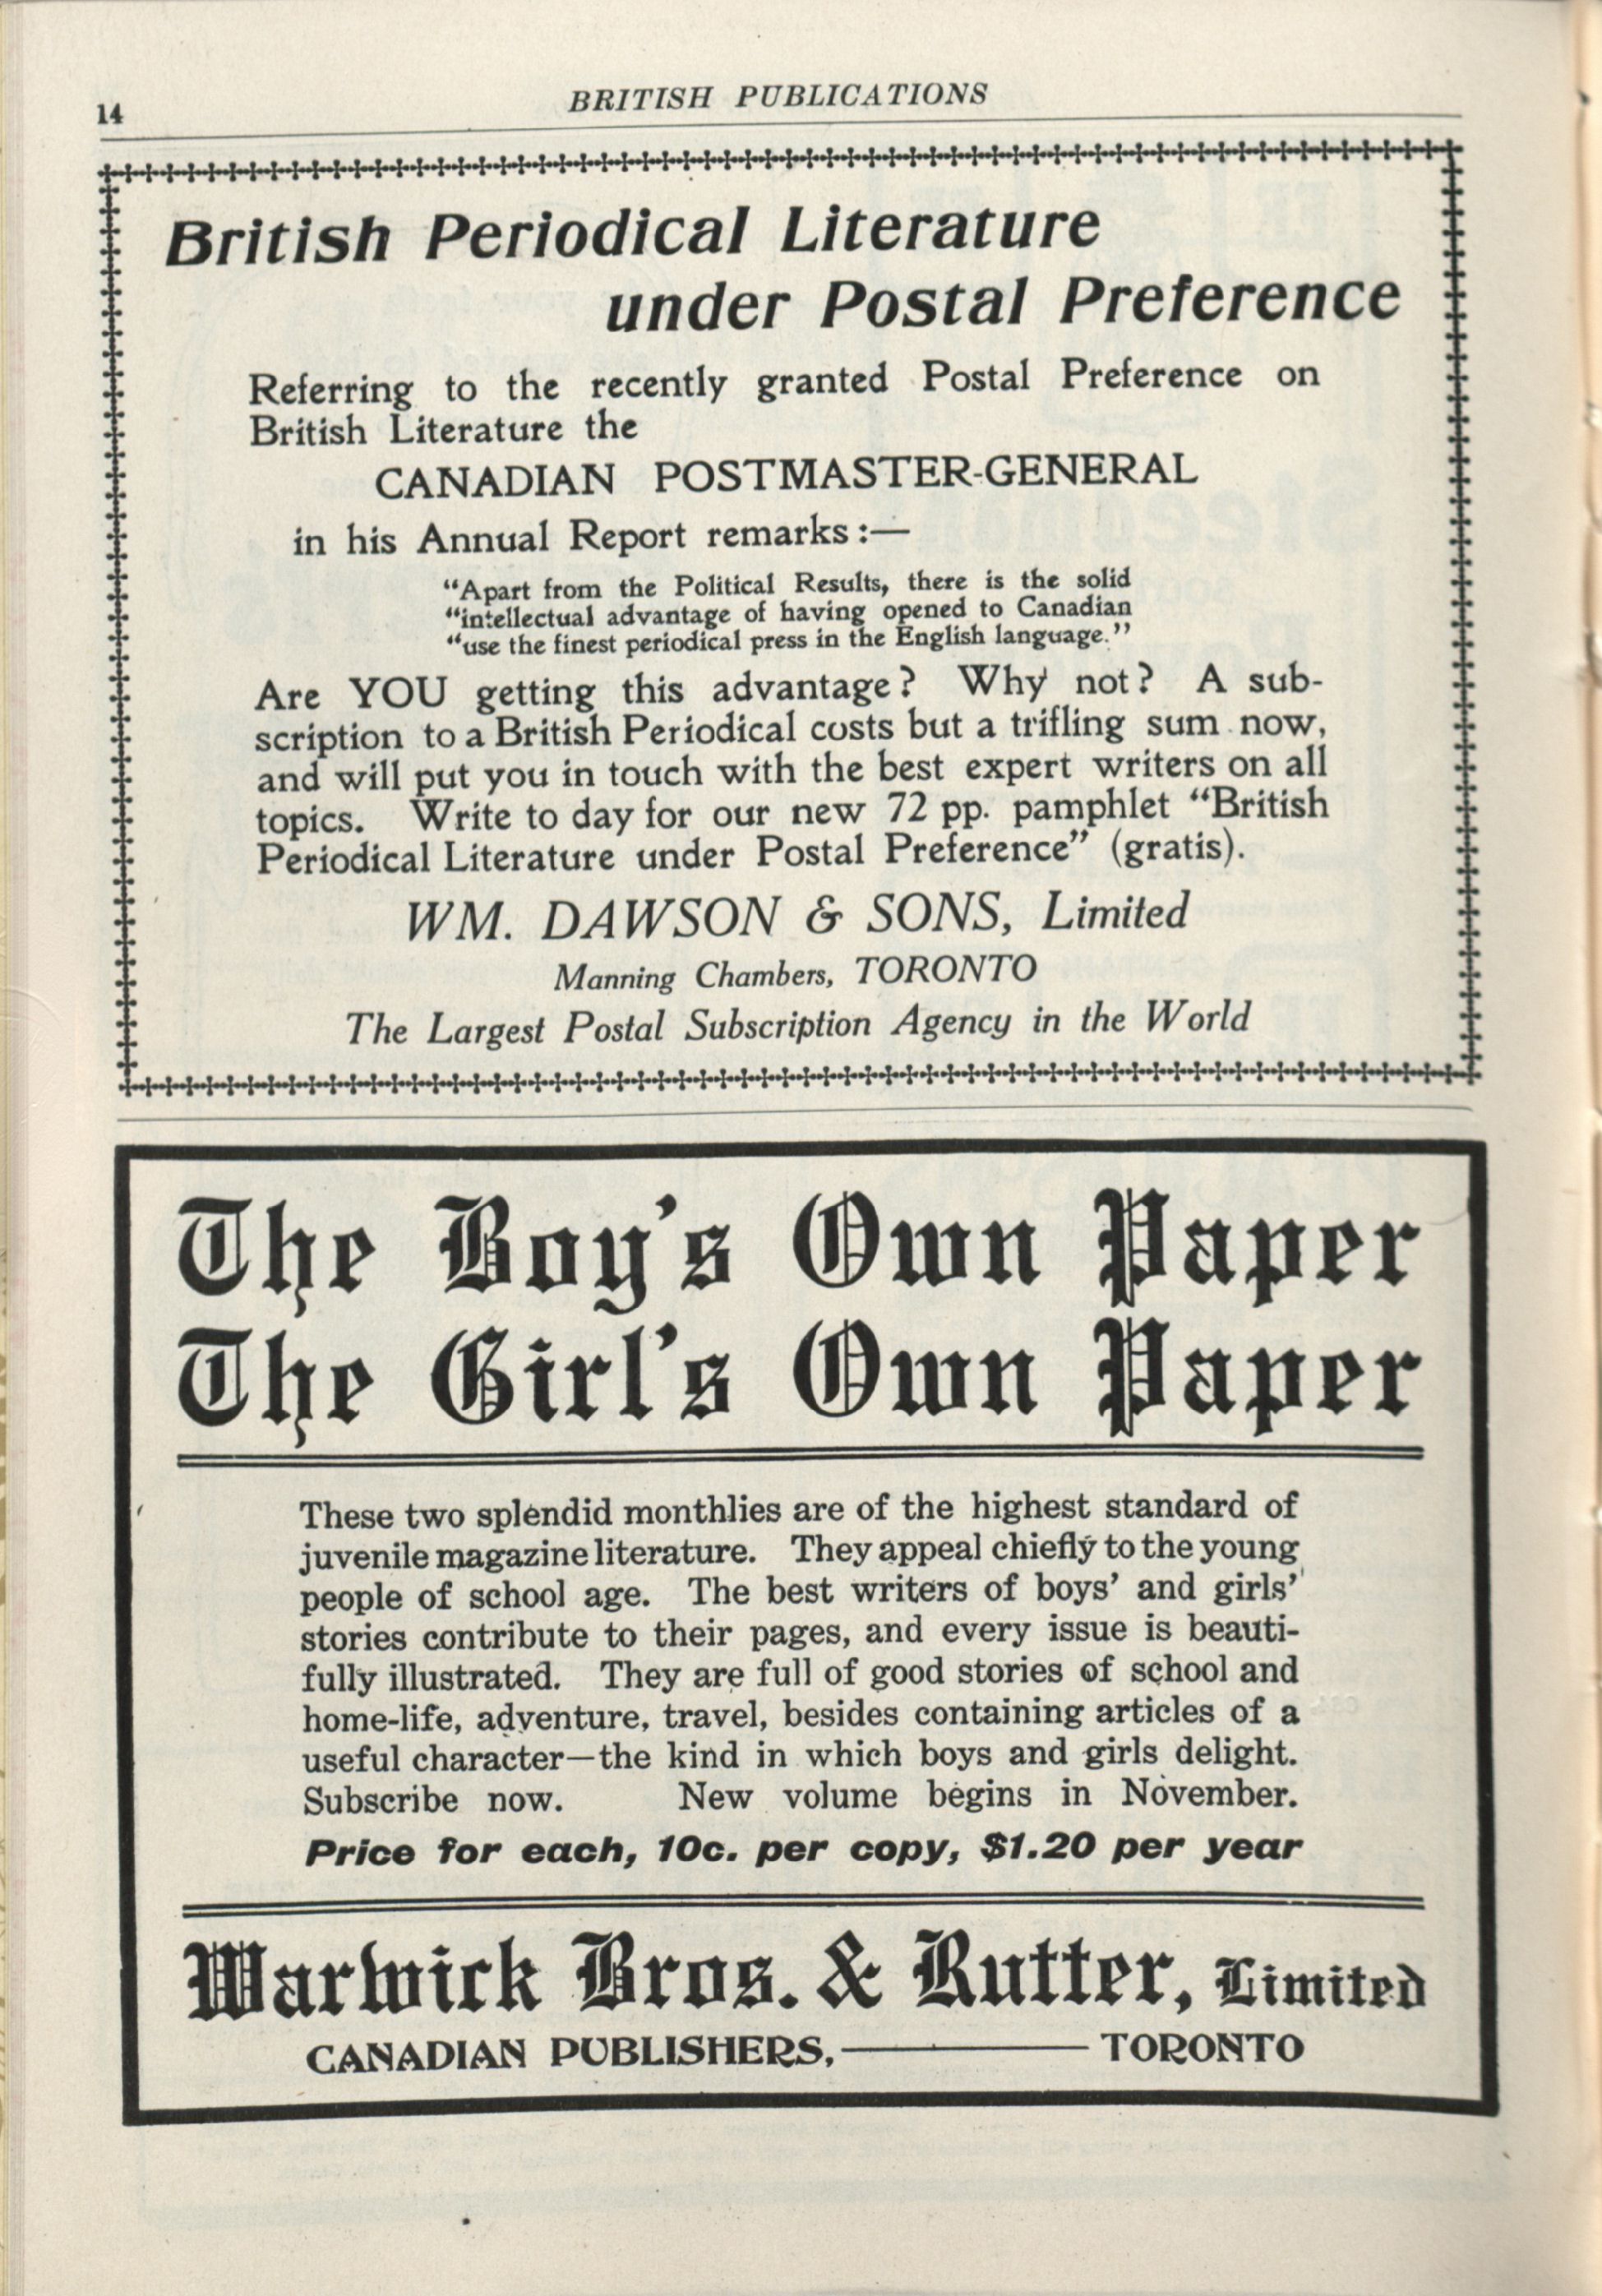 14
BRITISH PUBLICATIONS
British Periodical Literature
under Postal Preference
Referring to the recently granted Postal Preference on
British Literature the
CANADIAN POSTMASTER-GENERAL
in his Annual Report remarks:—
"Apart from the Political Results, there is the solid
"intellectual advantage of having opened to Canadian
"use the finest periodical press in the English language."
Are YOU getting this advantage? Why not? A sub-
scription to a British Periodical costs but a trifling sum now,
and will put you in touch with the best expert writers on all
topics. Write to day for our new 72 pp. pamphlet "British
Periodical Literature under Postal Preference" (gratis).
WM. DAWSON & SONS, Limited
Manning Chambers, TORONTO
The Largest Postal Subscription Agency in the World
The Boy's Own Paper
The Girl's Own Paper
These two splendid monthlies are of the highest standard of
juvenile magazine literature. They appeal chiefly to the young
people of school age. The best writers of boys' and girls'
stories contribute to their pages, and every issue is beauti-
fully illustrated. They are full of good stories of school and
home-life, adventure, travel, besides containing articles of a
useful character—the kind in which boys and girls delight.
Subscribe now. New volume begins in November.
Price for each, 10c. per copy, $1.20 per year
Warwick Bros. & Rutter, Limited
CANADIAN PUBLISHERS,—TORONTO